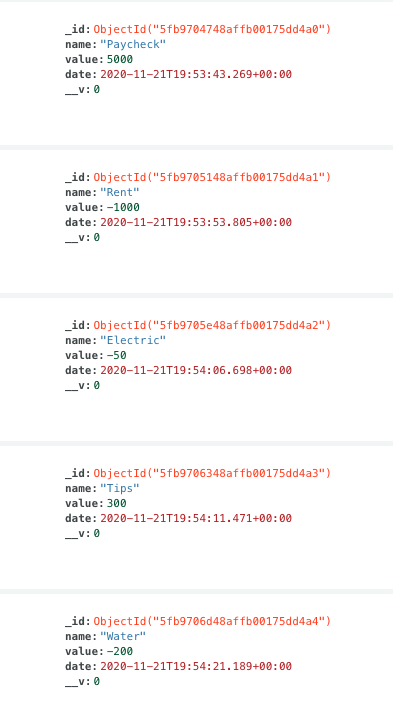 _id: ObjectId("5fb9704748affb00175dd4a0")
name: "Paycheck"
value: 5000
date: 2020-11-21T19:53:43.269+00:00
__v: 0
_id: ObjectId("5fb9705148affb00175dd4a1")
name: "Rent"
value: -1000
date: 2020-11-21T19:53:53.805+00:00
__v: 0
_id: ObjectId("5fb9705e48affb00175dd4a2")
name: "Electric"
value: -50
date: 2020-11-21T19:54:06.698+00:00
__v: 0
_id: ObjectId("5fb9706348affb00175dd4a3")
name: "Tips"
value: 300
date: 2020-11-21T19:54:11.471+00:00
__v: 0
_id: ObjectId("5fb9706d48affb00175dd4a4")
name: "Water"
value: -200
date: 2020-11-21T19:54:21.189+00:00
__v: 0